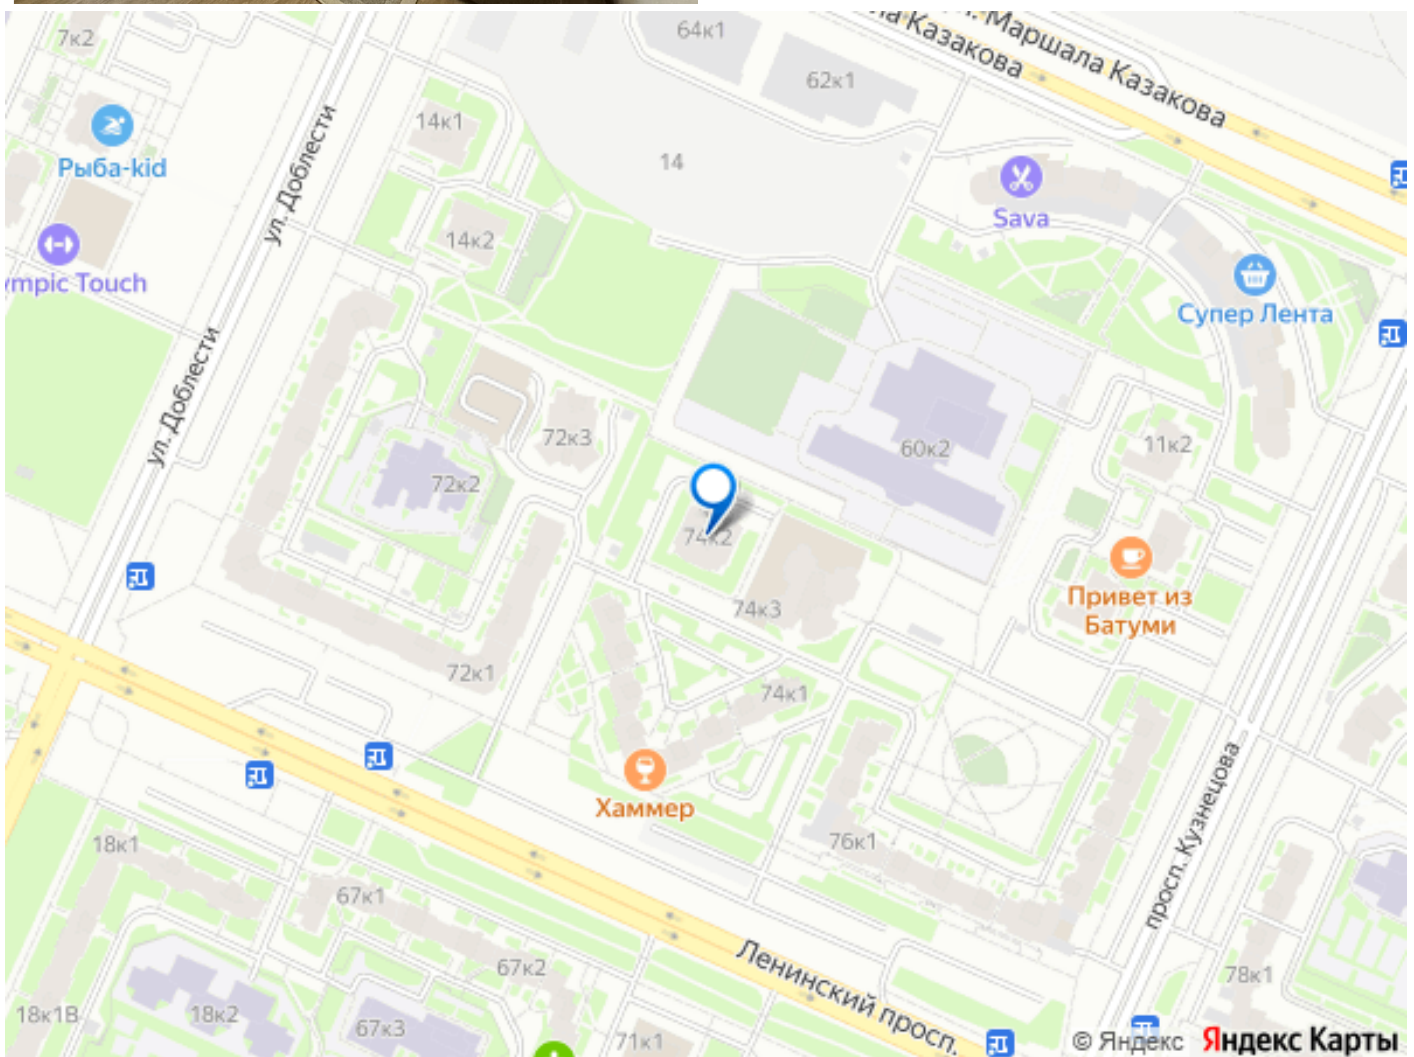 7к2
64к1
ла Казакова
Маршала Казакова
62к1
14к1
Рыба-kid
14
ул. Доблести
Sava
14к2
ympic Touch
Супер Лента
ул. Доблести
72к3
11к2
60к2
72к2
74к2
Привет из
Батуми
74к3
72к1
74к1
Хаммер
76к1
просп. Кузнецова
18к1
67к1
67к2
Ленинский просп.
78к1
18к1В
18к2
67к3
71к1
© Яндекс Яндекс Карты